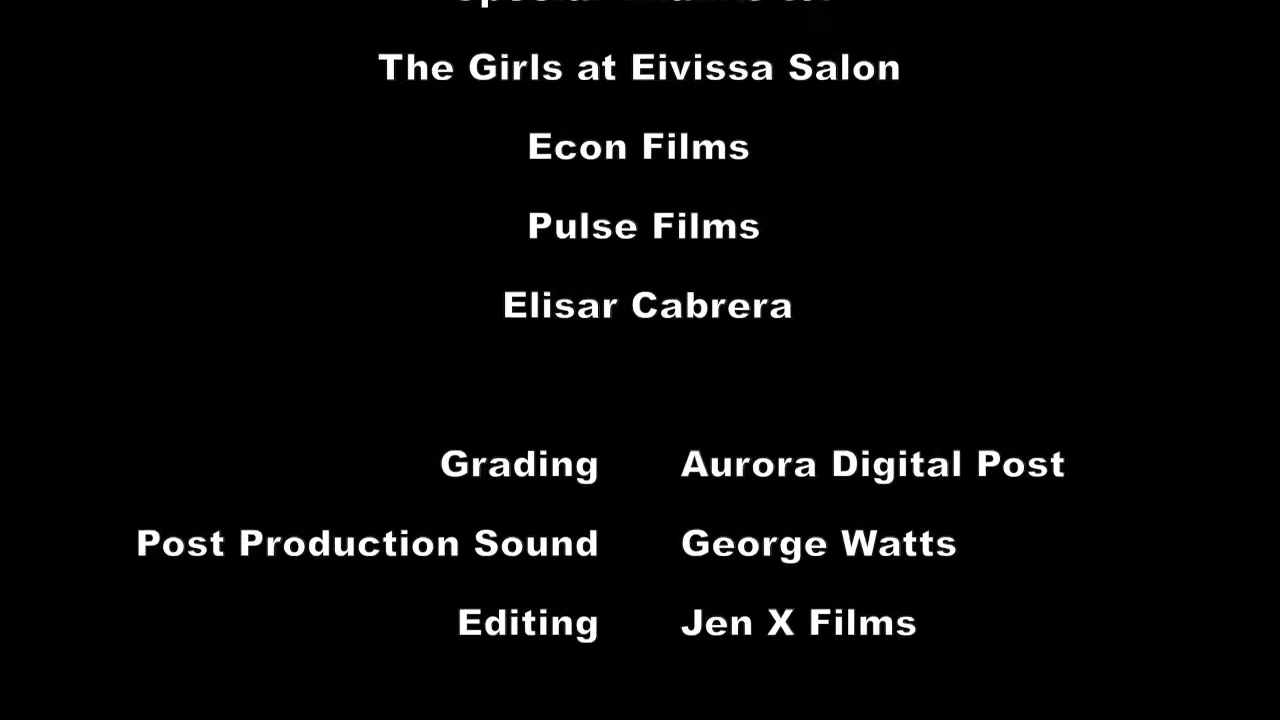 The Girls at Eivissa Salon
Econ Films
Pulse Films
Elisar Cabrera
Grading Aurora Digital Post
Post Production Sound George Watts
Editing Jen X Films